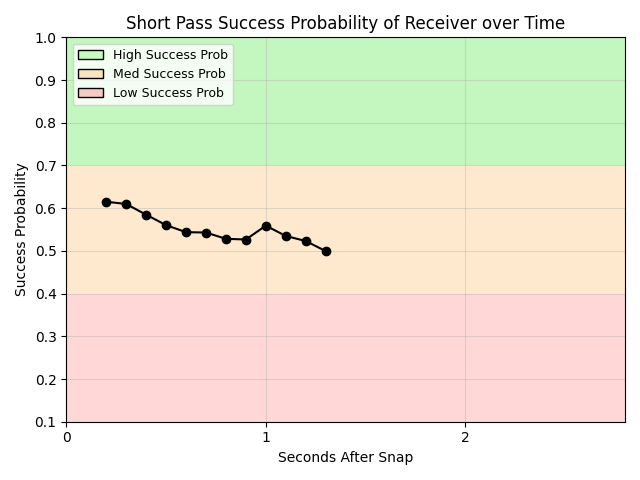 Short Pass Success Probability of Receiver over Time
High Success Prob
Med Success Prob
Low Success Prob
Success Probability
1.0
0.9
0.8
0.7
0.6
0.5
0.4
0.3
0.2
0.1
0 1 2
Seconds After Snap